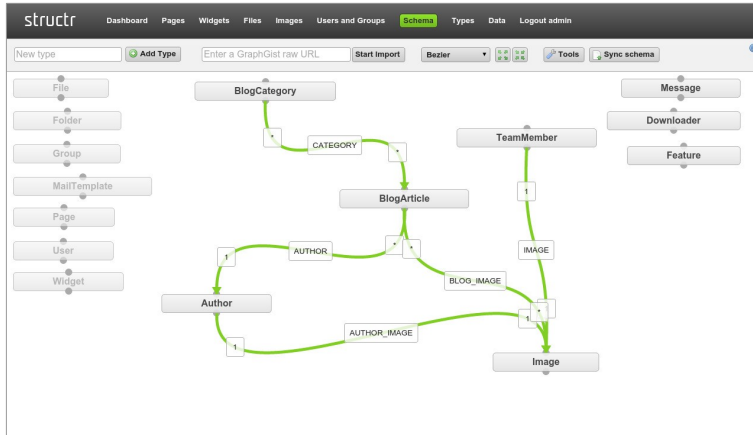 structr Dashboard Pages Widgets Files Images Users and Groups Schema Types Data Logout admin
New type Add Type Enter a GraphGist raw URL Start Import Bezier Tools Sync schema
File BlogCategory Message
Folder Downloader
* TeamMember
CATEGORY
Group * Feature
MailTemplate 1
BlogArticle
Page
* *
User 1 AUTHOR IMAGE
Widget BLOG_IMAGE
Author * 1
AUTHOR_IMAGE
1
Image